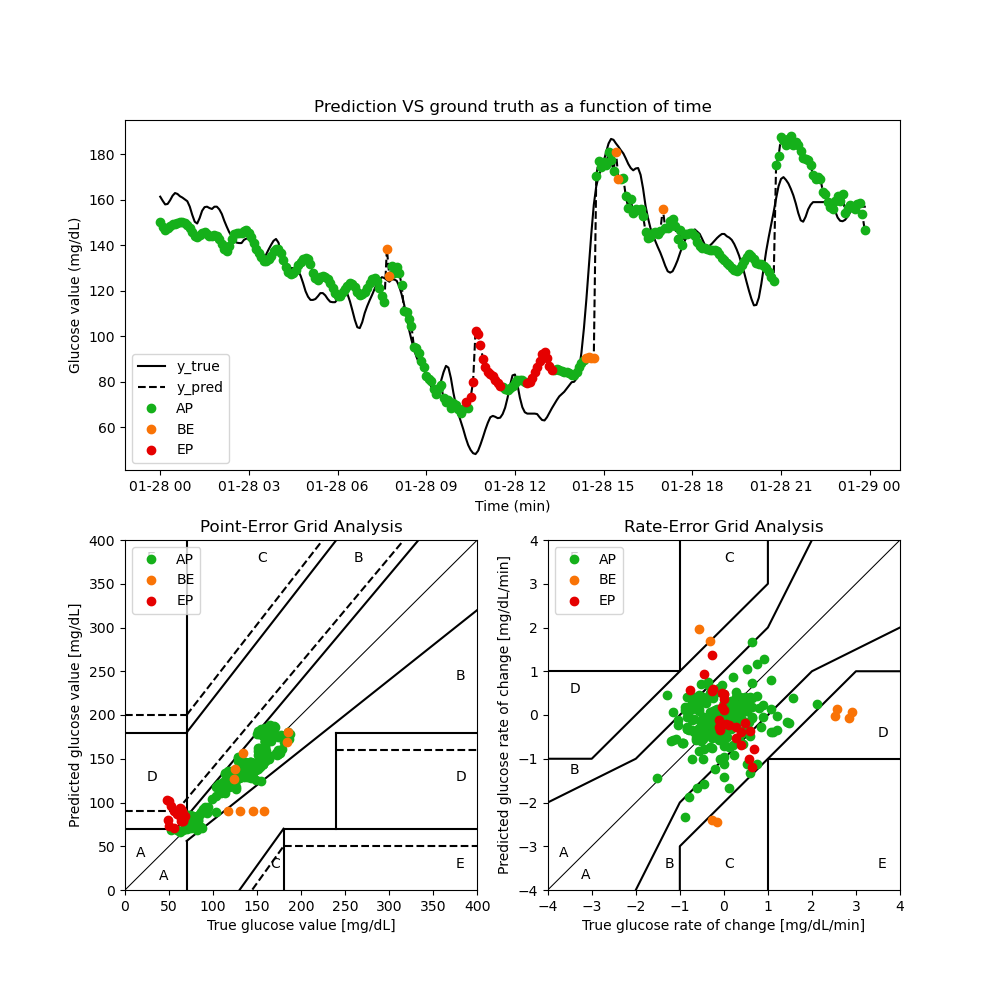 Prediction VS ground truth as a function of time
Glucose value (mg/dL)
180
160
140
120
100
80
60
y_true
y_pred
AP
BE
EP
01-28 00 01-28 03 01-28 06 01-28 09 01-28 12 01-28 15 01-28 18 01-28 21 01-29 00
Time (min)
Point-Error Grid Analysis
Predicted glucose value [mg/dL]
400
350
300
250
200
150
100
50
0
AP
BE
EP
C
B
B
D
D
A
A
C
E
0 50 100 150 200 250 300 350 400
True glucose value [mg/dL]
Rate-Error Grid Analysis
Predicted glucose rate of change [mg/dL/min]
4
3
2
1
0
−1
−2
−3
−4
AP
BE
EP
C
D
D
B
A
A
B
C
E
−4 −3 −2 −1 0 1 2 3 4
True glucose rate of change [mg/dL/min]